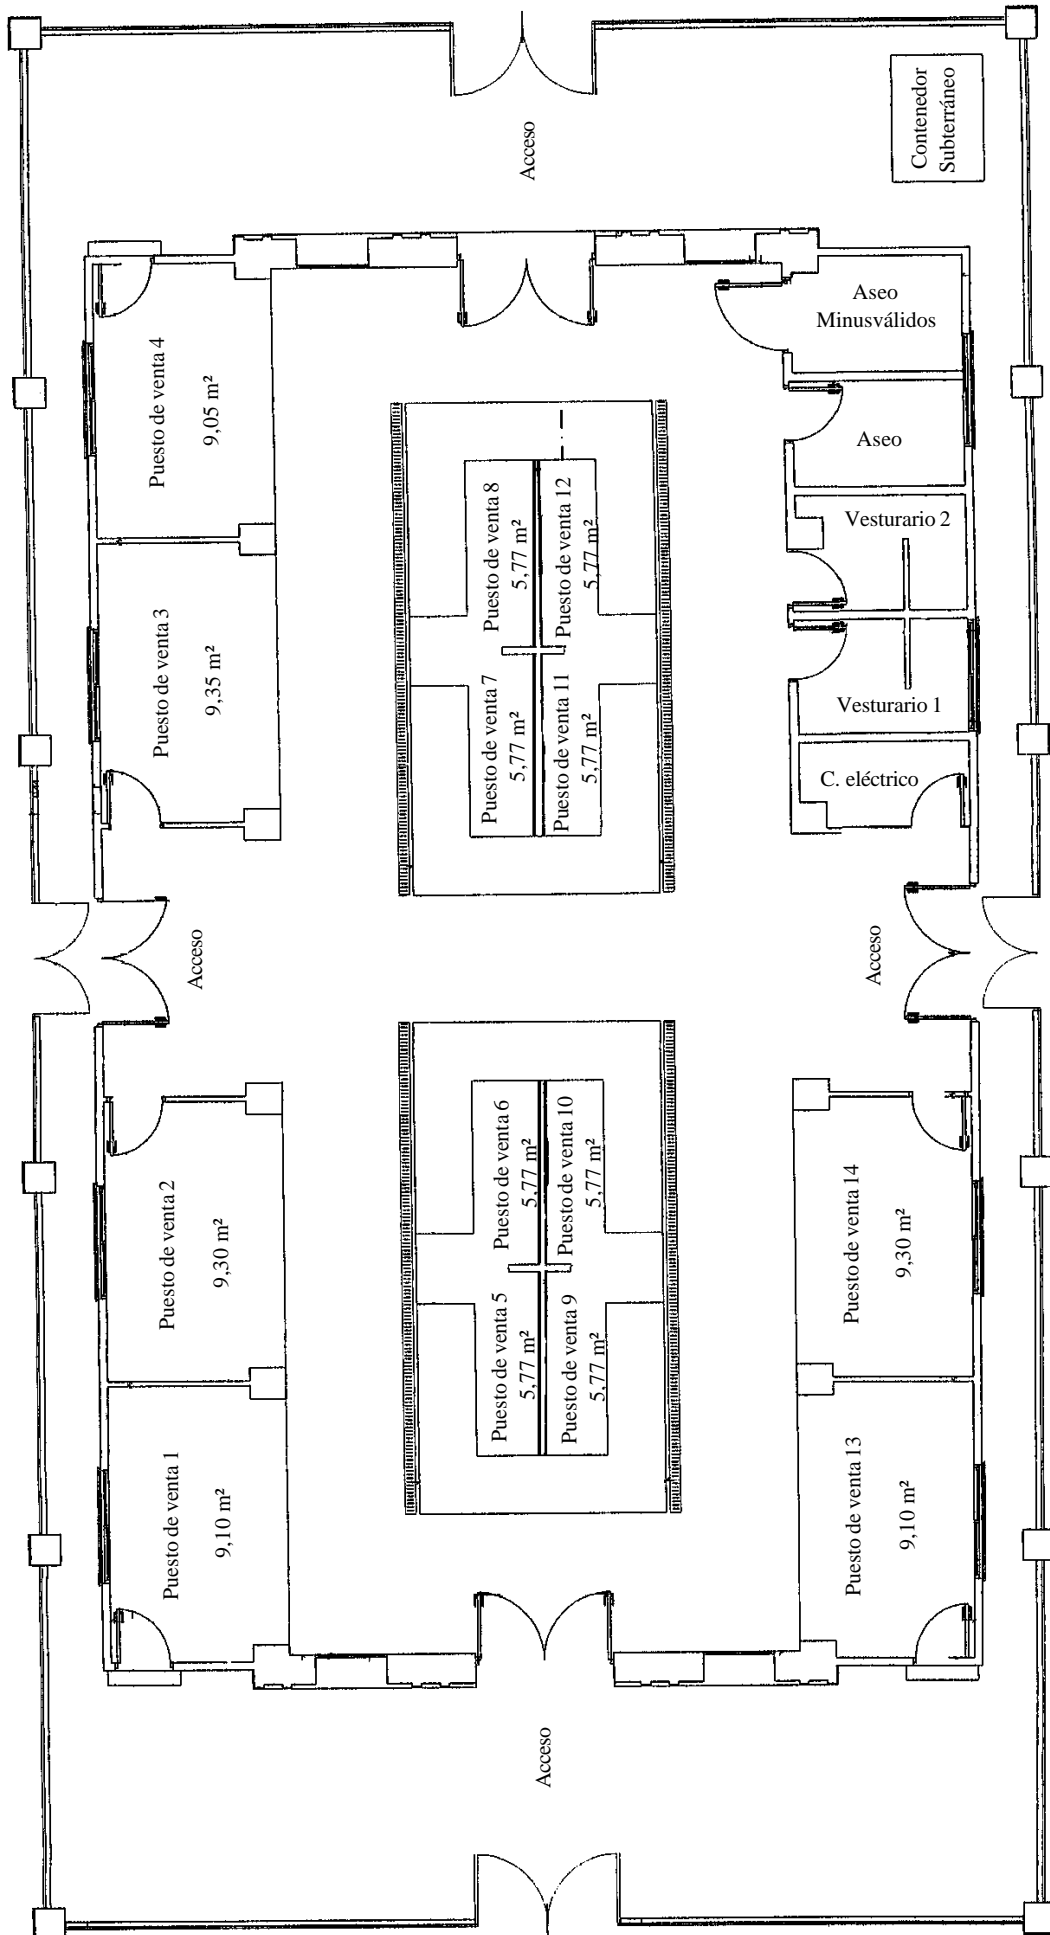 Acceso
Contenedor
Subterráneo
Puesto de venta 4
9,05 m²
Aseo
Minusválidos
Aseo
Puesto de venta 8
5,77 m²
Puesto de venta 12
5,77 m²
Vesturario 2
Puesto de venta 3
9,35 m²
Puesto de venta 7
5,77 m²
Puesto de venta 11
5,77 m²
Vesturario 1
C. eléctrico
Acceso
Acceso
Puesto de venta 2
9,30 m²
Puesto de venta 6
5,77 m²
Puesto de venta 10
5,77 m²
Puesto de venta 14
9,30 m²
Puesto de venta 1
9,10 m²
Puesto de venta 5
5,77 m²
Puesto de venta 9
5,77 m²
Puesto de venta 13
9,10 m²
Acceso